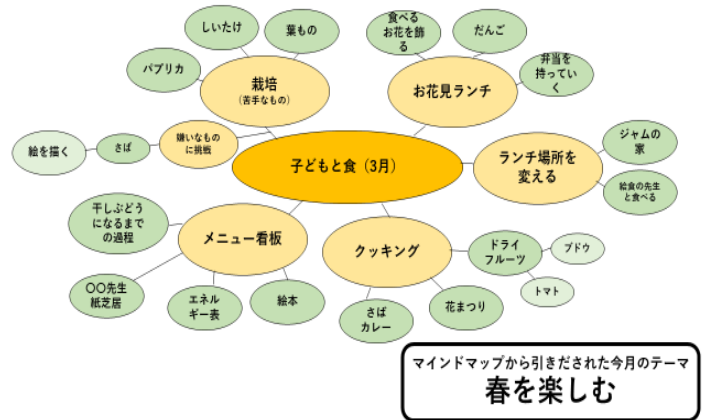 しいたけ
葉もの
パプリカ
栽培
(苦手なもの)
食べる
お花を飾
る
だんご
弁当を
持ってい
く
お花見ランチ
絵を描く
さば
嫌いなもの
に挑戦
子どもと食（3月）
ランチ場所を
変える
ジャムの
家
給食の先生
と食べる
干しぶどう
になるまで
の過程
メニュー看板
〇〇先生
紙芝居
エネル
ギー表
絵本
クッキング
ドライ
フルーツ
ブドウ
トマト
さば
カレー
花まつり
マインドマップから引きだされた今月のテーマ
春を楽しむ